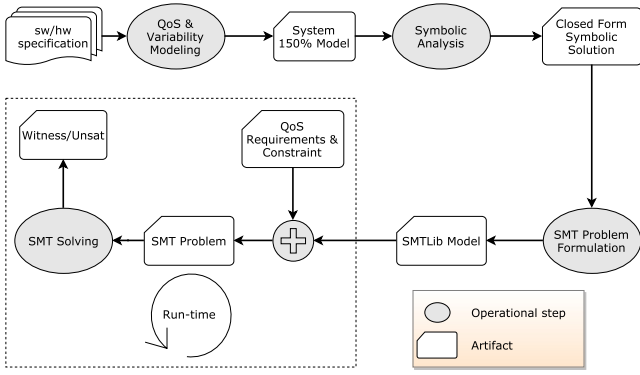 sw/hw
specification
QoS &
Variability
Modeling
System
150% Model
Symbolic
Analysis
Closed Form
Symbolic
Solution
Witness/Unsat
QoS
Requirements &
Constraint
SMT Solving
SMT Problem
SMTLib Model
SMT Problem
Formulation
Run-time
Operational step
Artifact